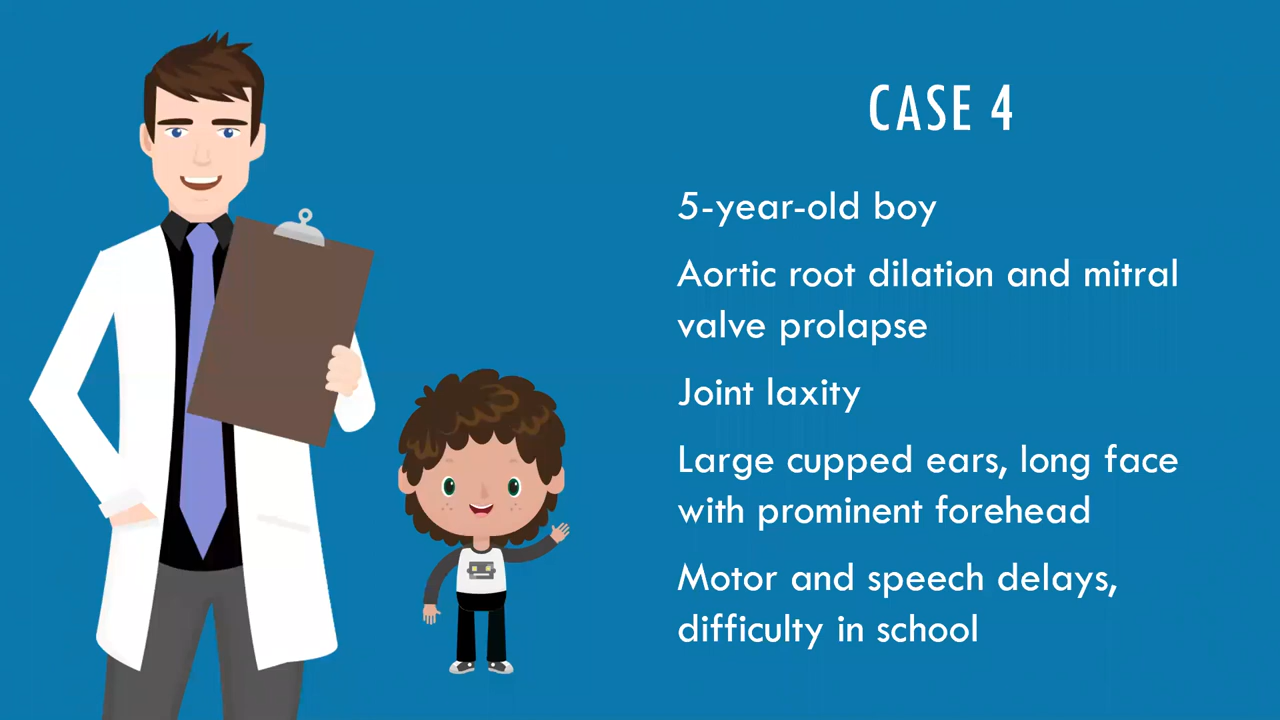 CASE 4
5-year-old boy
Aortic root dilation and mitral
valve prolapse
Joint laxity
Large cupped ears, long face
with prominent forehead
Motor and speech delays,
difficulty in school